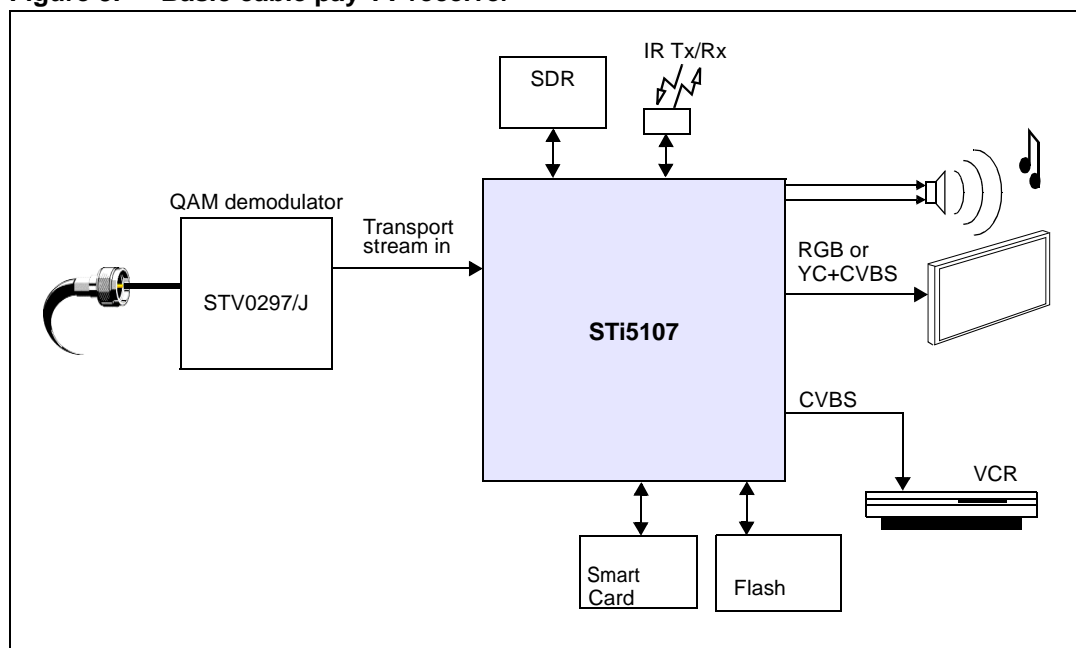 Figure Basic cable pay-TV receiver
SDR
IR Tx/Rx
QAM demodulator
Transport
stream in
STV0297/J
STi5107
RGB or
YC+CVBS
CVBS
VCR
Smart
Card
Flash